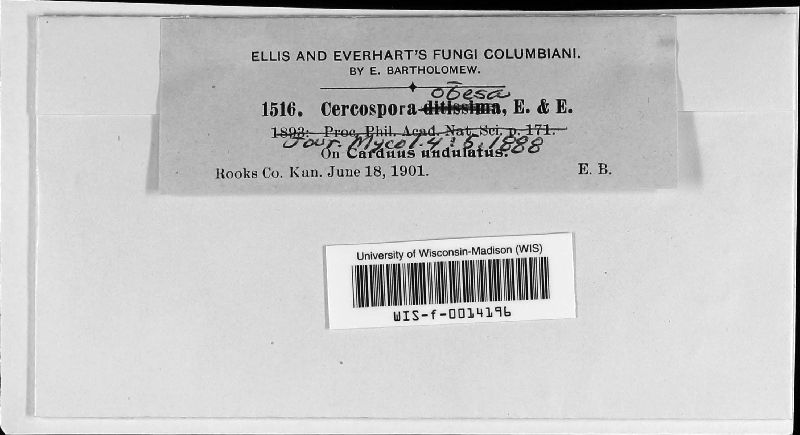 ELLIS AND EVERHART'S FUNGI COLUMBIANI.
BY E. BARTHOLOMEW.
obesa
1516. Cercospora ditissima, E. & E.
1893: Proc. Phil. Acad. Nat. Sci. p. 171.
Jour. Mycol. 4:5, 1888
On Carduus undulatus.
Rooks Co. Kan. June 18, 1901. E. B.
University of Wisconsin-Madison (WIS)
WIS-f-0014196